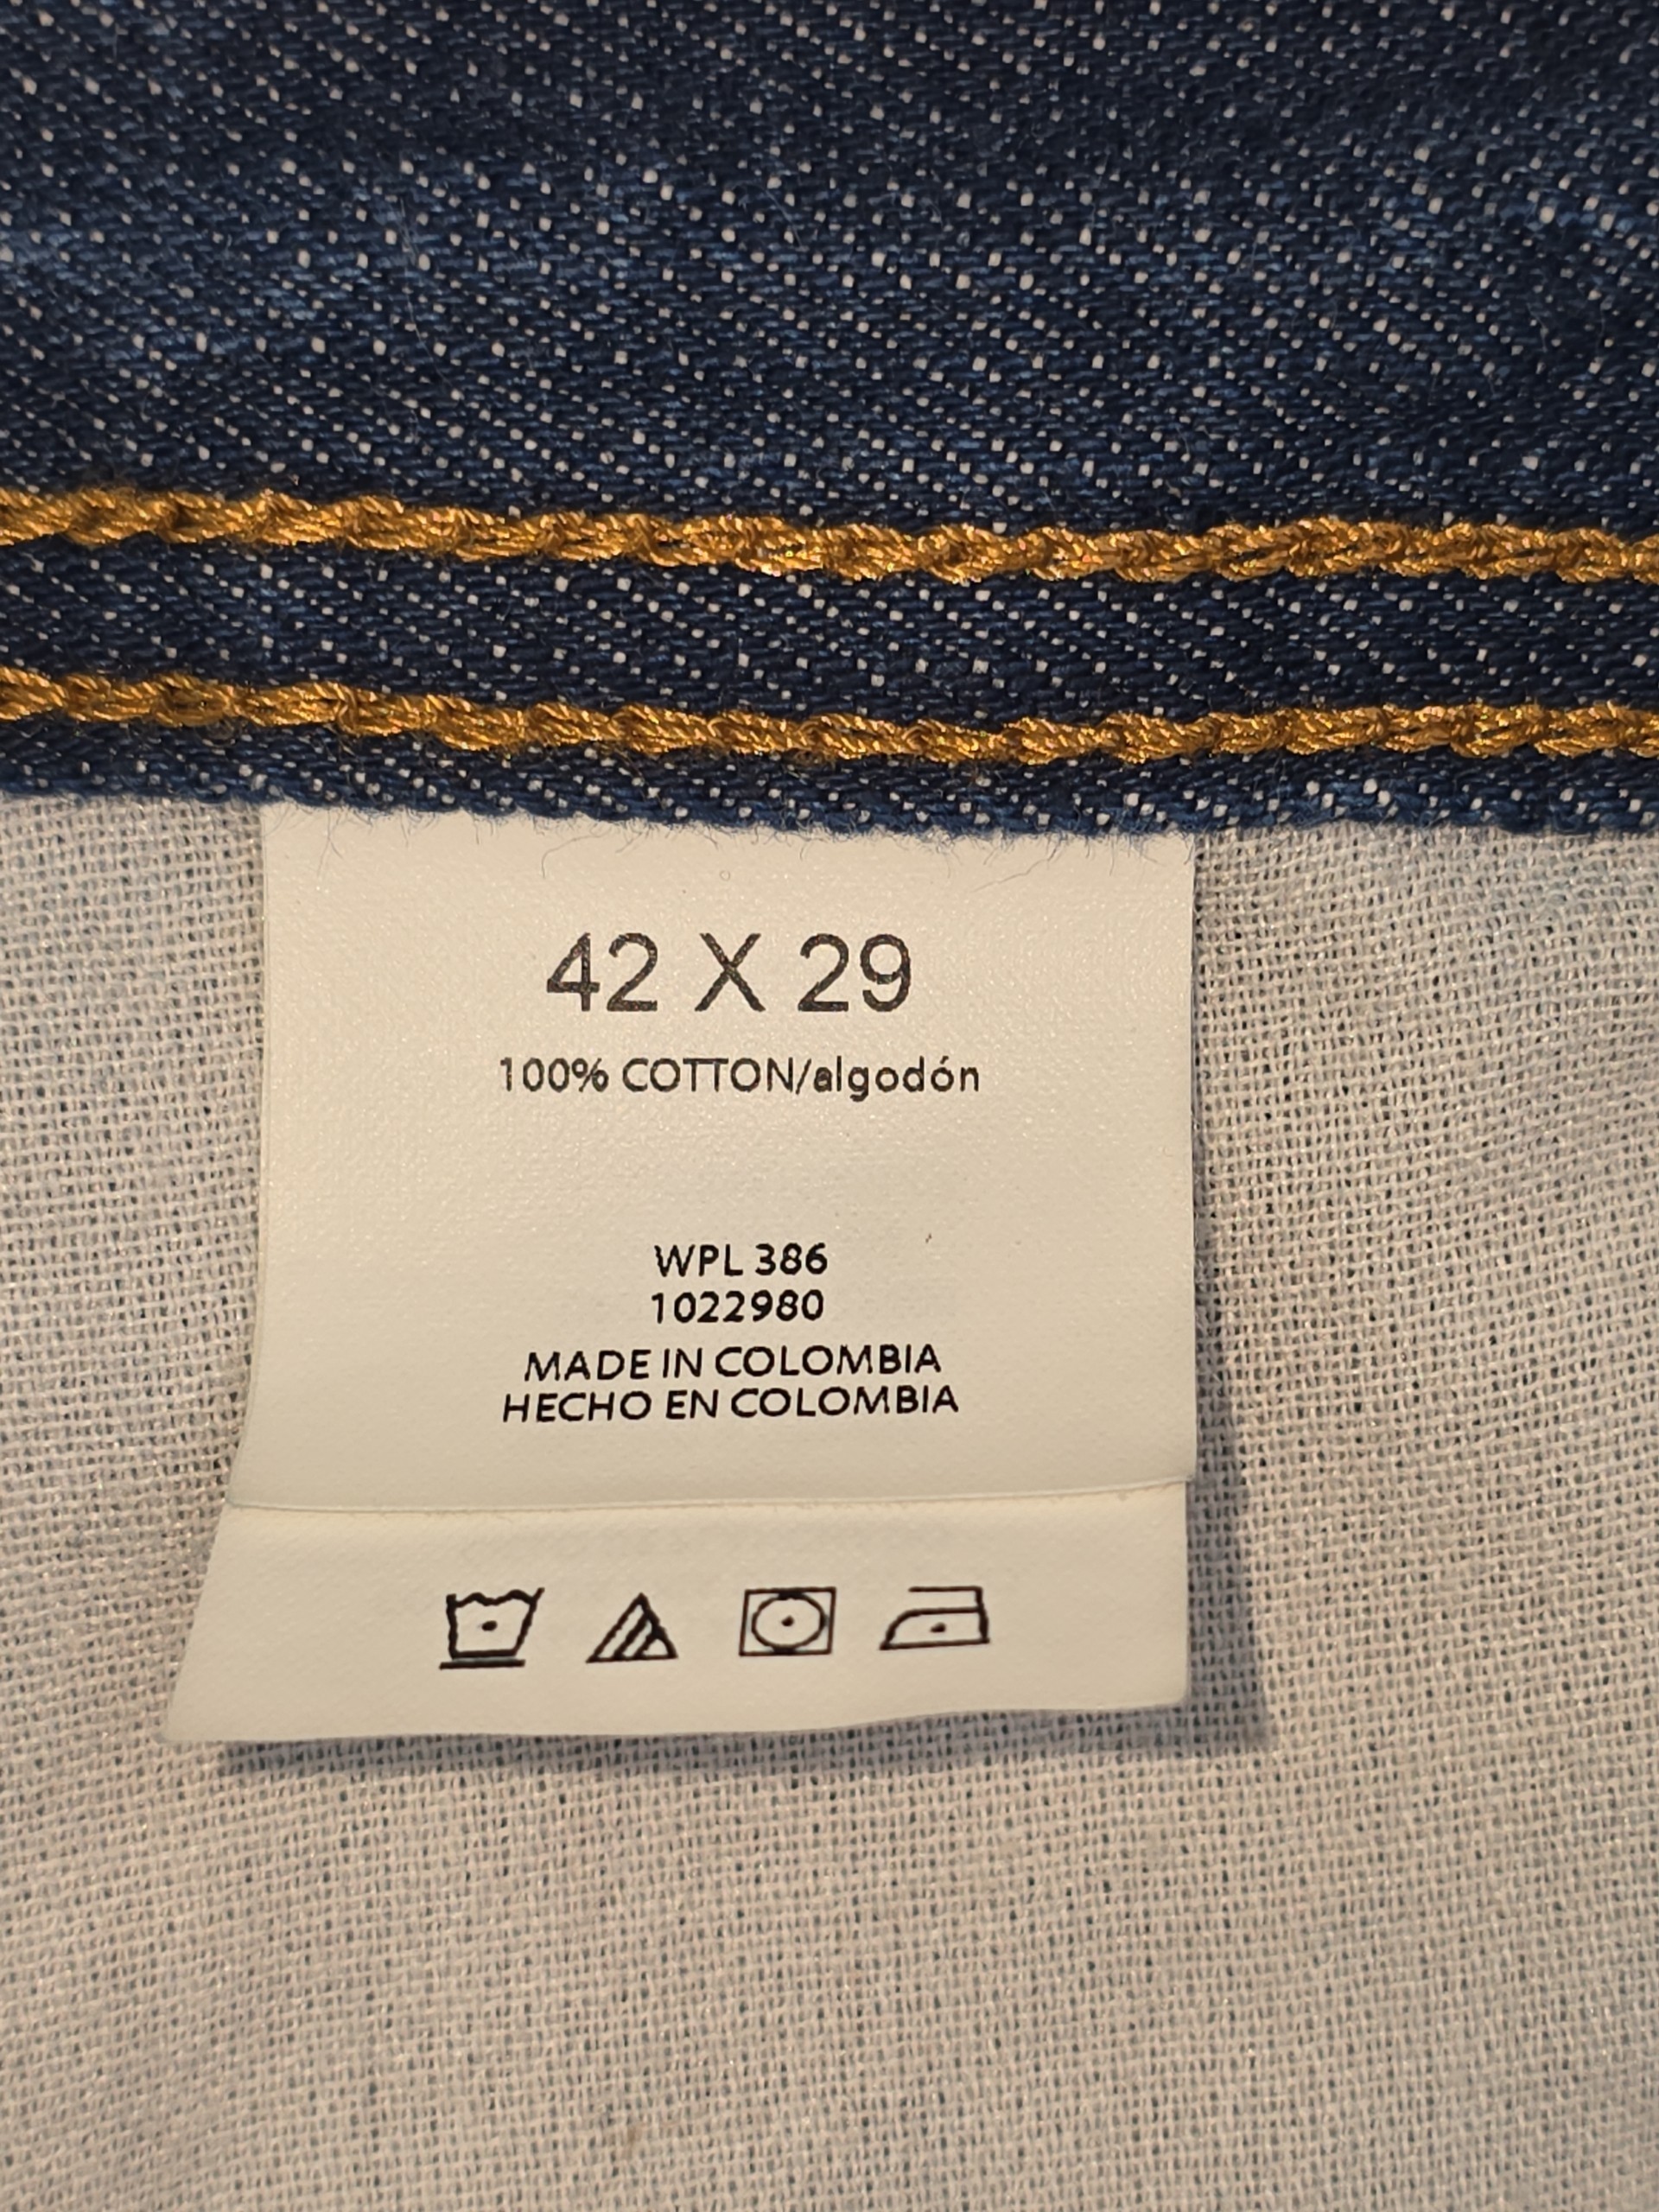 42 X 29
100% COTTON/algodón
WPL 386
1022980
MADE IN COLOMBIA
HECHO EN COLOMBIA